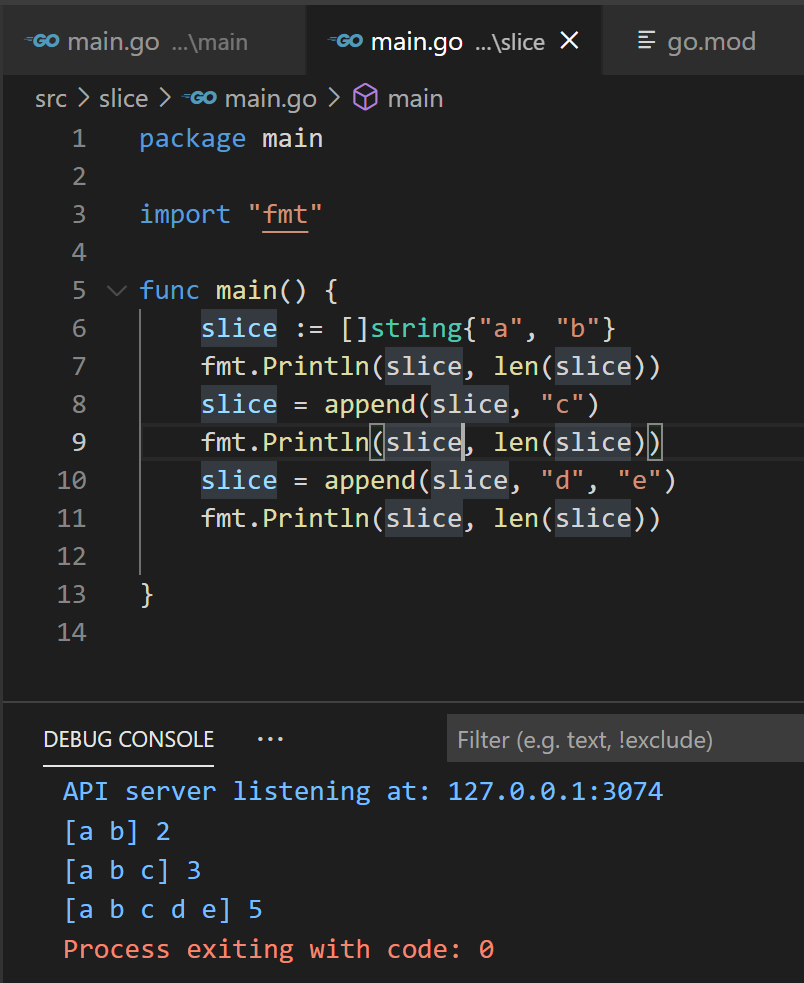 GO main.go ...\main GO main.go ...\slice go.mod
src > slice > GO main.go > main
1 package main
2
3 import "fmt"
4
5 func main() {
6 slice := []string{"a", "b"}
7 fmt.Println(slice, len(slice))
8 slice = append(slice, "c")
9 fmt.Println(slice, len(slice))
10 slice = append(slice, "d", "e")
11 fmt.Println(slice, len(slice))
12
13 }
14
DEBUG CONSOLE ... Filter (e.g. text, !exclude)
API server listening at: 127.0.0.1:3074
[a b] 2
[a b c] 3
[a b c d e] 5
Process exiting with code: 0